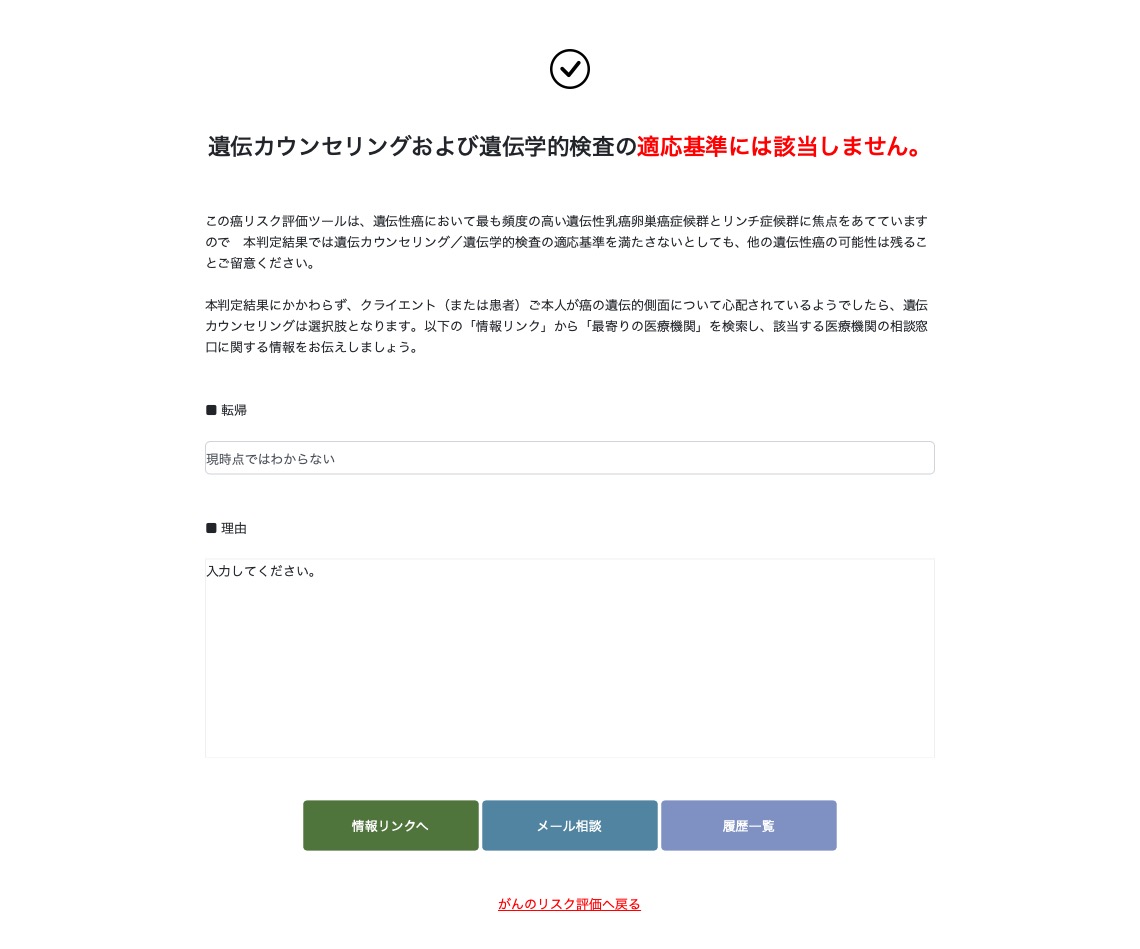 遺伝カウンセリングおよび遺伝学的検査の適応基準には該当しません。
この癌リスク評価ツールは、遺伝性癌において最も頻度の高い遺伝性乳癌卵巣癌症候群とリンチ症候群に焦点をあてています
ので　本判定結果では遺伝カウンセリング／遺伝学的検査の適応基準を満たさないとしても、他の遺伝性癌の可能性は残るこ
とご留意ください。
本判定結果にかかわらず、クライエント（または患者）ご本人が癌の遺伝的側面について心配されているようでしたら、遺伝
カウンセリングは選択肢となります。以下の「情報リンク」から「最寄りの医療機関」を検索し、該当する医療機関の相談窓
口に関する情報をお伝えしましょう。
■ 転帰
現時点ではわからない
■ 理由
入力してください。
情報リンクへ
メール相談
履歴一覧
がんのリスク評価へ戻る